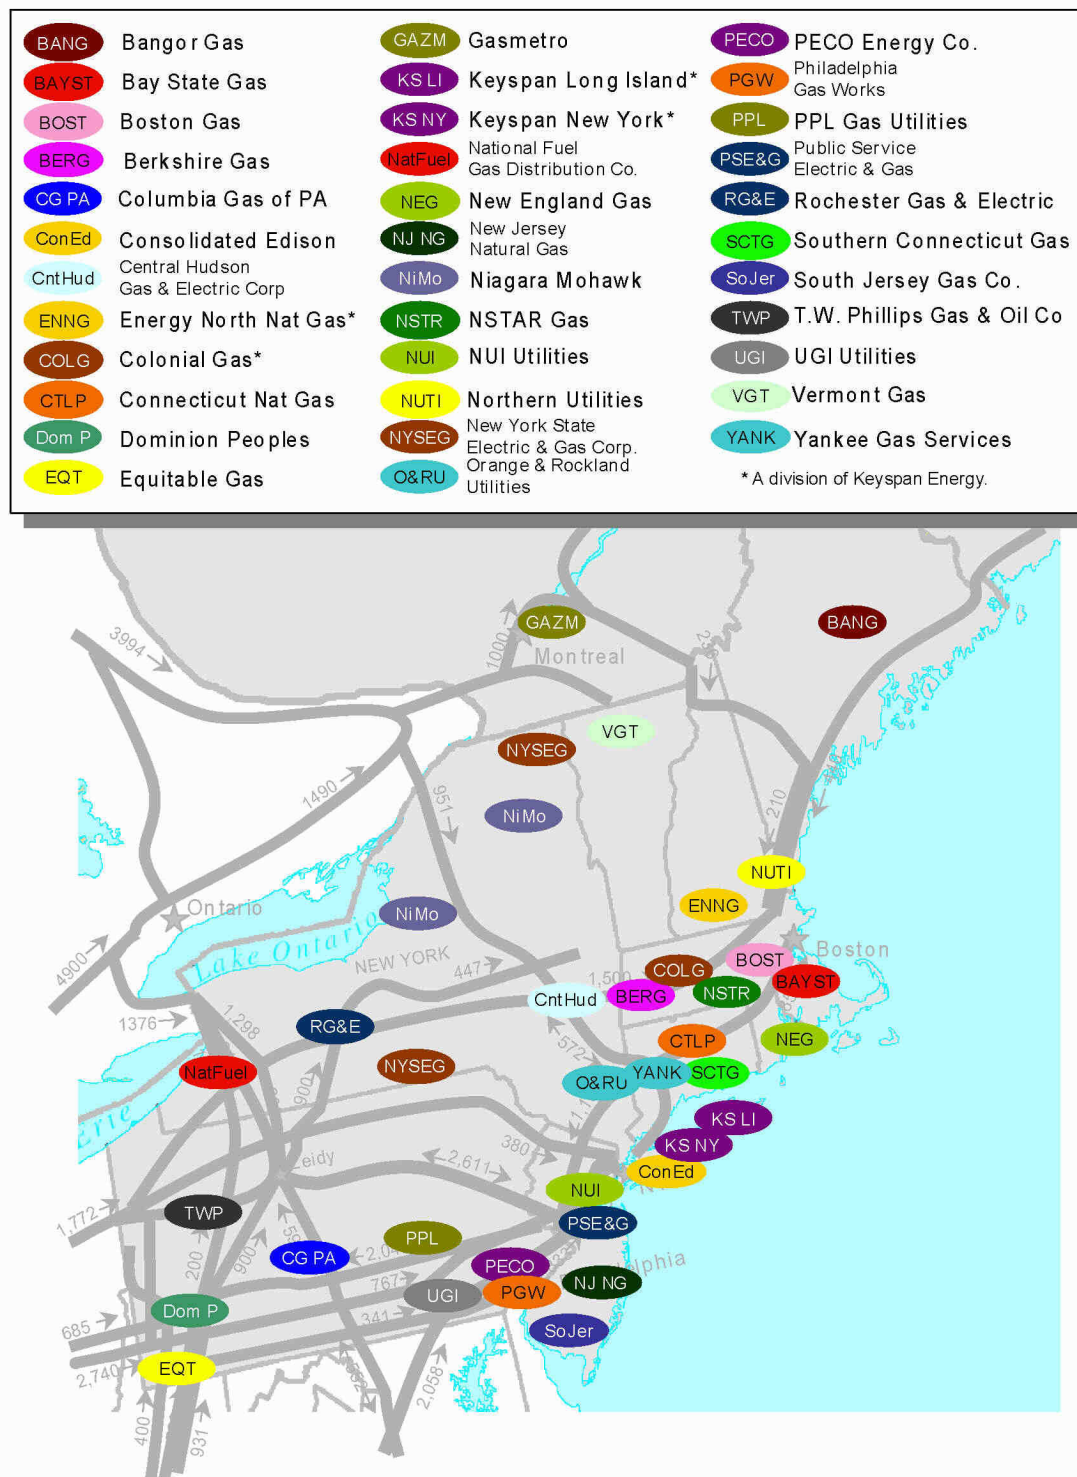 BANG Bangor Gas
BAYST Bay State Gas
BOST Boston Gas
BERG Berkshire Gas
CG PA Columbia Gas of PA
ConEd Consolidated Edison
CntHud Central Hudson
Gas & Electric Corp
ENNG Energy North Nat Gas*
COLG Colonial Gas*
CTLP Connecticut Nat Gas
Dom P Dominion Peoples
EQT Equitable Gas
GAZM Gasmetro
KS LI Keyspan Long Island*
KS NY Keyspan New York*
NatFuel National Fuel
Gas Distribution Co.
NEG New England Gas
NJ NG New Jersey
Natural Gas
NiMo Niagara Mohawk
NSTR NSTAR Gas
NUI NUI Utilities
NUTI Northern Utilities
NYSEG New York State
Electric & Gas Corp.
O&RU Orange & Rockland
Utilities
PECO PECO Energy Co.
PGW Philadelphia
Gas Works
PPL PPL Gas Utilities
PSE&G Public Service
Electric & Gas
RG&E Rochester Gas & Electric
SCTG Southern Connecticut Gas
SoJer South Jersey Gas Co.
TWP T.W. Phillips Gas & Oil Co
UGI UGI Utilities
VGT Vermont Gas
YANK Yankee Gas Services
* A division of Keyspan Energy.
GAZM
BANG
3994
1000
Montreal
VGT
NYSEG
1490
951
NiMo
210
NUTI
ENNG
Ontario
NiMo
Lake Ontario
NEW YORK
447
4900
1,500
COLG
BOST
Boston
BAYST
CntHud
BERG
NSTR
1376
1,298
RG&E
572
CTLP
NEG
NatFuel
NYSEG
900
O&RU
YANK
SCTG
Erie
KS LI
KS NY
380
Leidy
2,611
ConEd
NUI
1,772
TWP
PSE&G
200
900
CG PA
PPL
PECO
767
UGI
PGW
NJ NG
341
Dom P
SoJer
685
2,740
EQT
2,058
400
931